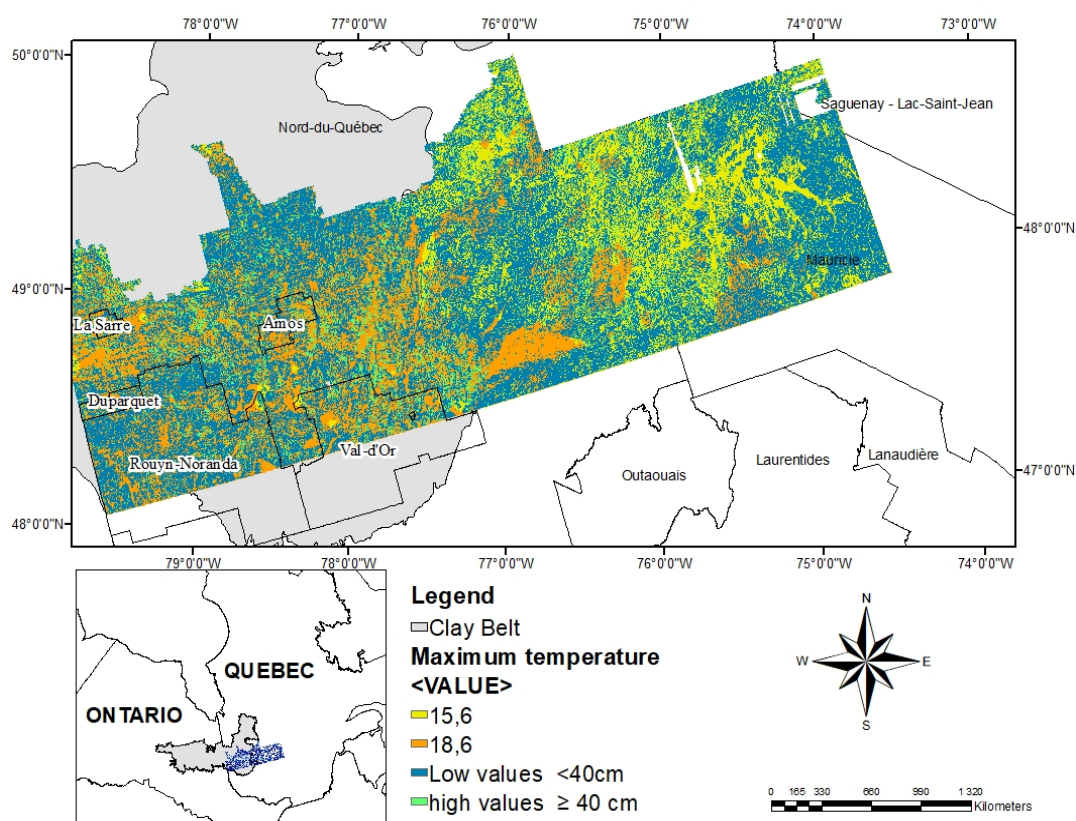 78°0'0"W 77°0'0"W 76°0'0"W 75°0'0"W 74°0'0"W 73°0'0"W
50°0'0"N
Saguenay - Lac-Saint-Jean
Nord-du-Québec
48°0'0"N
Mauricie
49°0'0"N
La Sarre
Amos
Duparquet
Val-d'Or
Rouyn-Noranda
Lanaudière
Laurentides
Outaouais
47°0'0"N
48°0'0"N
79°0'0"W 78°0'0"W 77°0'0"W 76°0'0"W 75°0'0"W 74°0'0"W
QUEBEC
ONTARIO
Legend
Clay Belt
Maximum temperature
<VALUE>
15,6
18,6
Low values <40cm
high values ≥ 40 cm
N
W E
S
0 165 330 660 990 1 320
Kilometers